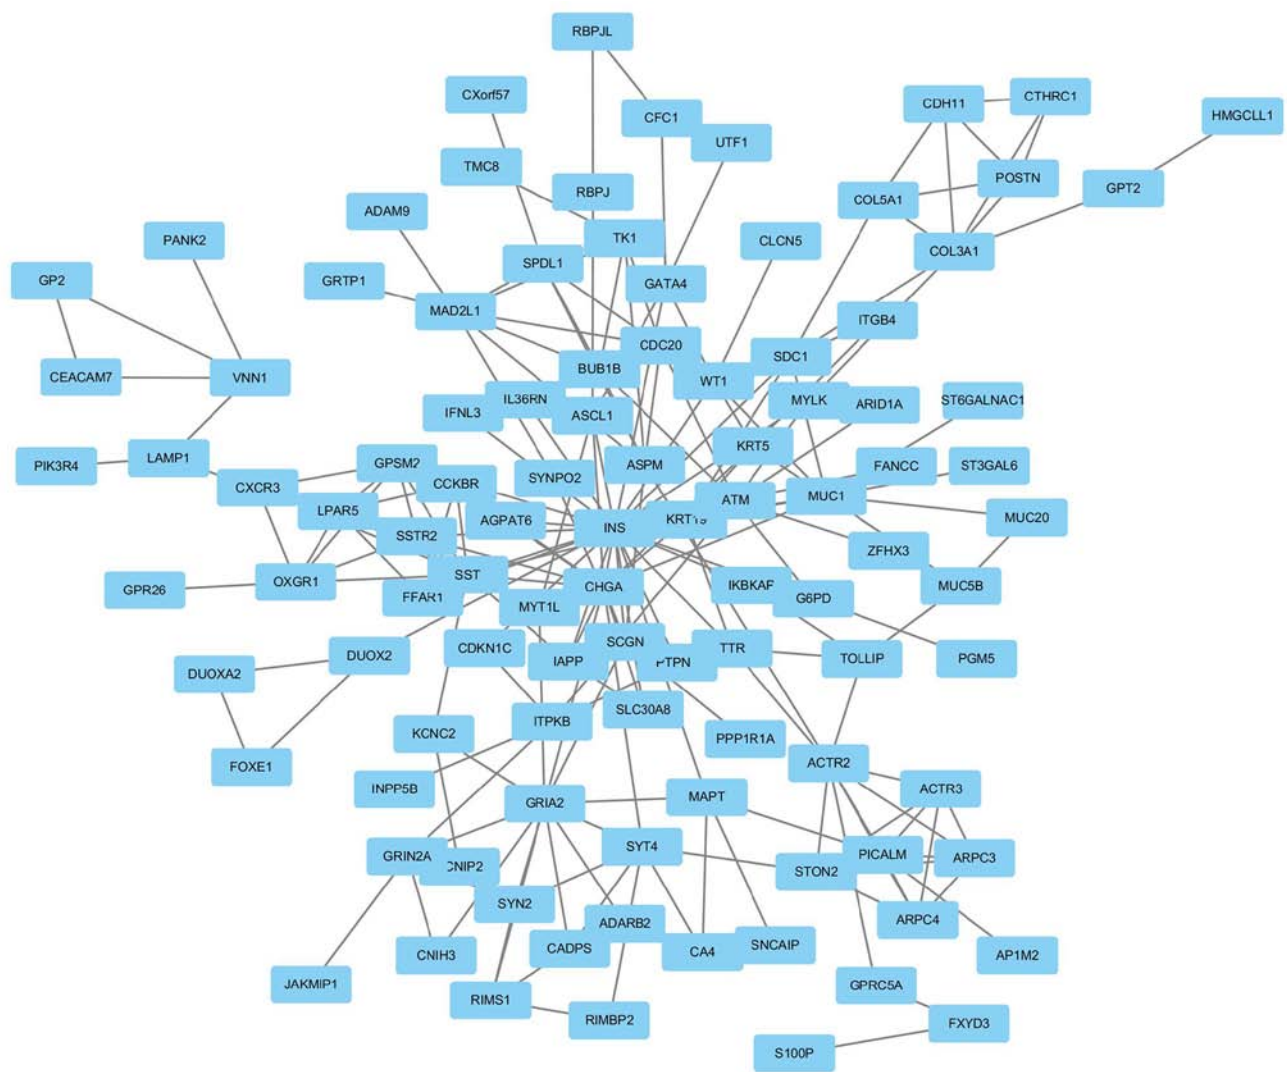 RBPJL
CXorf57
CFC1
CDH11
CTHRC1
HMGCLL1
UTF1
TMC8
RBPJ
POSTN
GPT2
COL5A1
ADAM9
PANK2
TK1
CLCN5
COL3A1
SPDL1
GP2
GRTP1
GATA4
MAD2L1
ITGB4
CDC20
SDC1
BUB1B
CEACAM7
VNN1
WT1
IL36RN
MYLK
ARID1A
ST6GALNAC1
IFNL3
ASCL1
KRT5
PIK3R4
LAMP1
GPSM2
SYNPO2
ASPM
FANCC
ST3GAL6
CXCR3
CCKBR
LPAR5
ATM
MUC1
AGPAT6
INS
KRT19
MUC20
SSTR2
ZFHX3
GPR26
OXGR1
SST
FFAR1
CHGA
MYT1L
IKBKAP
G6PD
MUC5B
DUOXA2
DUOX2
CDKN1C
IAPP
SCGN
PTPN
TTR
TOLLIP
PGM5
KCNC2
ITPKB
SLC30A8
PPP1R1A
FOXE1
INPP5B
GRIA2
MAPT
ACTR2
ACTR3
GRIN2A
CNIP2
SYT4
STON2
PICALM
ARPC3
SYN2
ADARB2
ARPC4
CNIH3
CADPS
CA4
SNCAIP
AP1M2
JAKMIP1
RIMS1
RIMBP2
GPRC5A
FXYD3
S100P